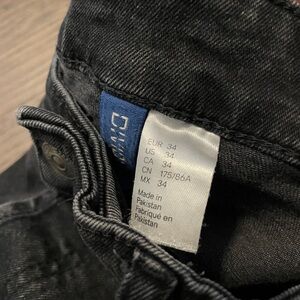 EUR 34
US 34
CA 34
CN 175/86A
MX 34
Made in
Pakistan
Fabriqué en
Pakistan